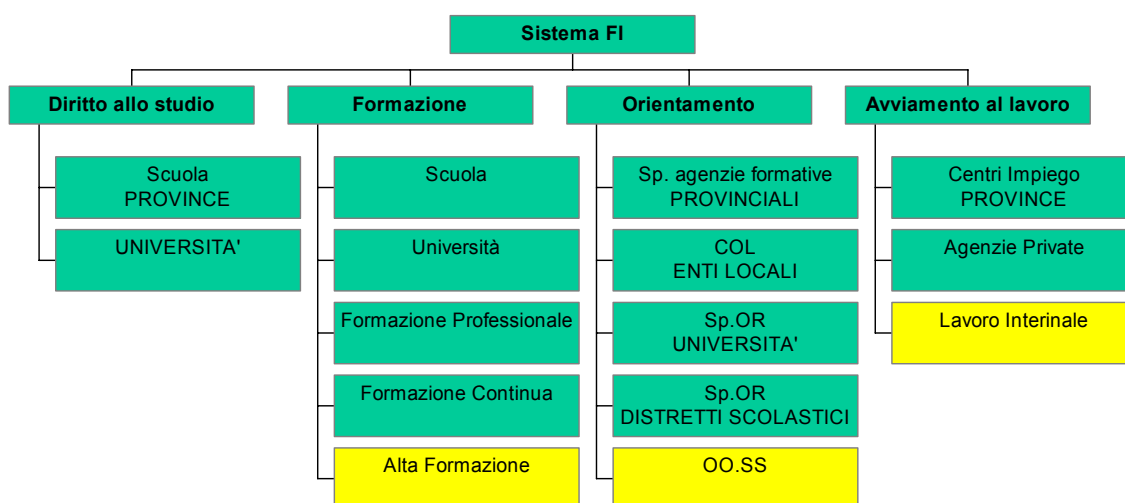 Sistema FI
Diritto allo studio
Formazione
Orientamento
Avviamento al lavoro
Scuola
PROVINCE
UNIVERSITA'
Scuola
Università
Formazione Professionale
Formazione Continua
Alta Formazione
Sp. agenzie formative
PROVINCIALI
COL
ENTI LOCALI
Sp.OR
UNIVERSITA'
Sp.OR
DISTRETTI SCOLASTICI
OO.SS
Centri Impiego
PROVINCE
Agenzie Private
Lavoro Interinale